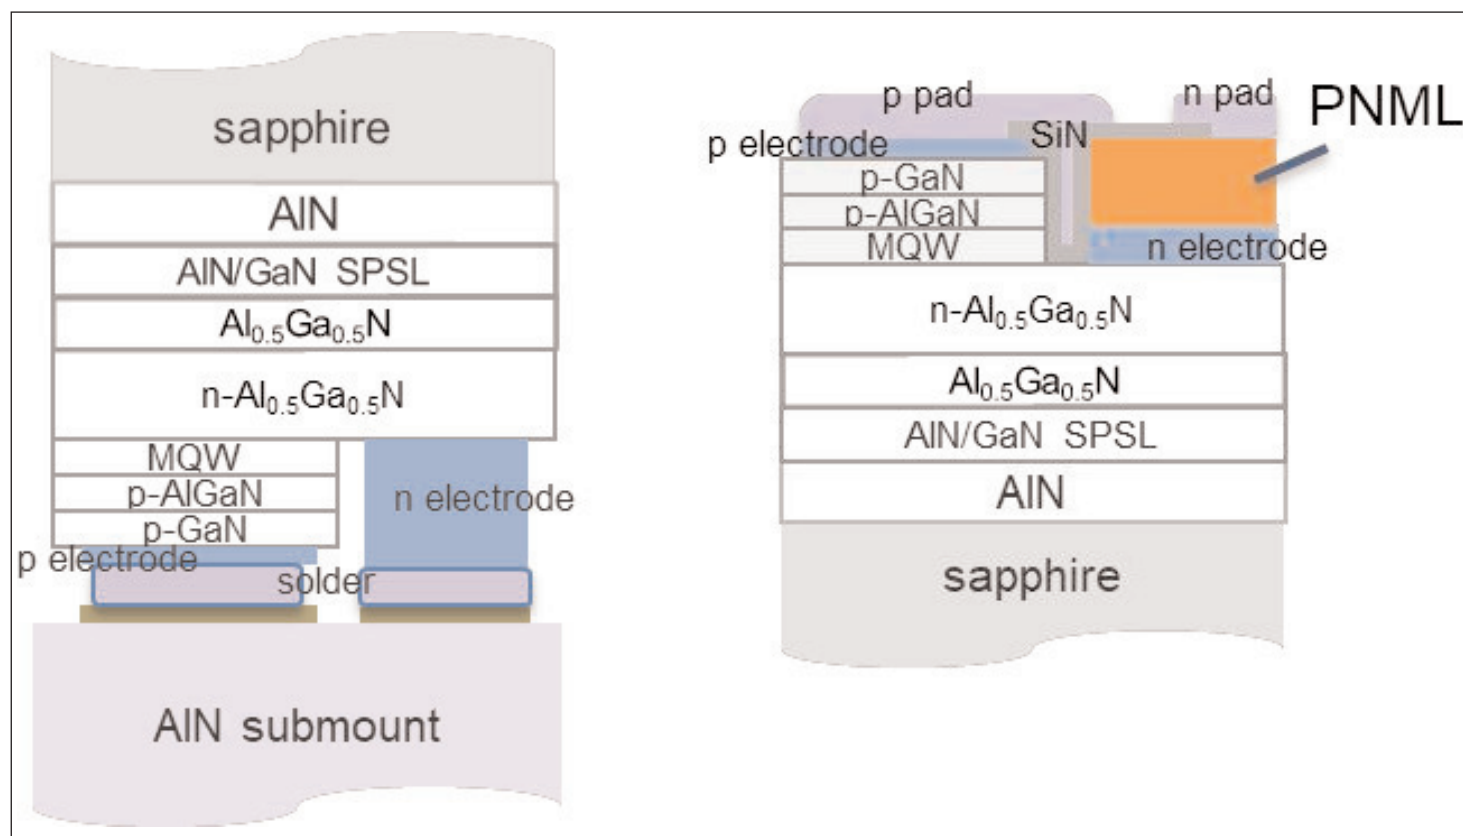 sapphire
AlN
AlN/GaN SPSL
Al0.5Ga0.5N
n-Al0.5Ga0.5N
MQW
p-AlGaN
p-GaN
n electrode
p electrode
solder
AlN submount
p pad
n pad
PNML
SiN
p electrode
p-GaN
p-AlGaN
MQW
n electrode
n-Al0.5Ga0.5N
Al0.5Ga0.5N
AlN/GaN SPSL
AlN
sapphire